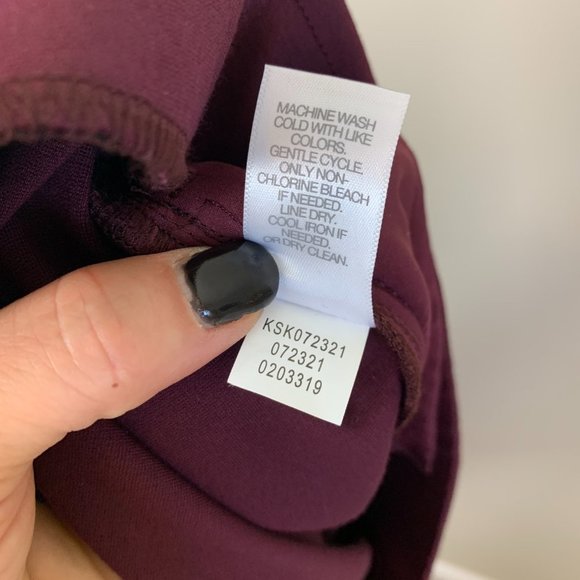 MACHINE WASH
COLD WITH LIKE
COLORS.
GENTLE CYCLE.
ONLY NON-
CHLORINE BLEACH
IF NEEDED.
LINE DRY.
COOL IRON IF
NEEDED.
OR DRY CLEAN.
KSK072321
072321
0203319